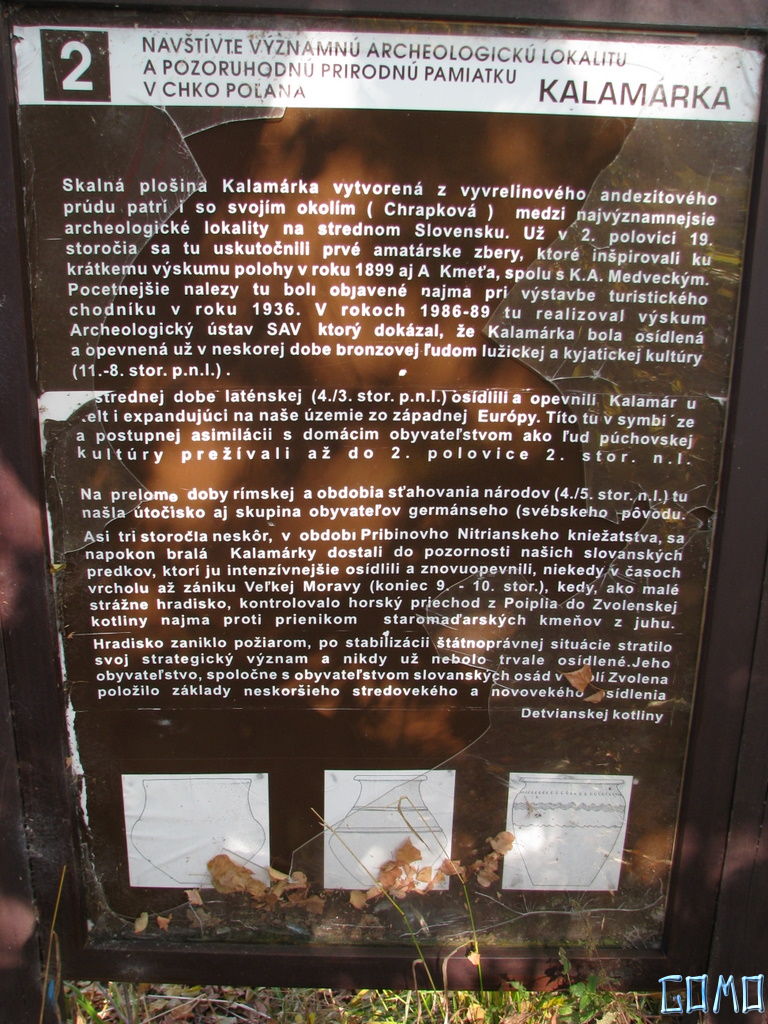 2
NAVŠTÍVTE VÝZNAMNÚ ARCHEOLOGICKÚ LOKALITU
A POZORUHODNÚ PRIRODNÚ PAMIATKU
V CHKO POĽANA
KALAMÁRKA
Skalná plošina Kalamárka vytvorená z vyvrelinového andezitového
prúdu patrí i so svojím okolím ( Chrapková ) medzi najvýznamnejsie
archeologické lokality na strednom Slovensku. Už v 2. polovici 19.
storočia sa tu uskutočnili prvé amatárske zbery, ktoré inšpirovali ku
krátkemu výskumu polohy v roku 1899 aj A Kmeťa, spolu s K.A. Medveckým.
Pocetnejšie nalezy tu boli objavené najma pri výstavbe turistického
chodníku v roku 1936. V rokoch 1986-89 tu realizoval výskum
Archeologický ústav SAV ktorý dokázal, že Kalamárka bola osídlená
a opevnená už v neskorej dobe bronzovej ľudom lužickej a kyjatickej kultúry
(11.-8. stor. p.n.l.) .
strednej dobe laténskej (4./3. stor. p.n.l.) osídlili a opevnili Kalamár u
elt i expandujúci na naše územie zo západnej Európy. Títo tu v symbi ze
a postupnej asimilácii s domácim obyvateľstvom ako ľud púchovskej
kultúry prežívali až do 2. polovice 2. stor. n.l.
Na prelome doby rímskej a obdobia sťahovania národov (4./5. stor. n.l.) tu
našla útočisko aj skupina obyvateľov germánseho (svébskeho pôvodu.
Asi tri storočia neskôr, v období Pribinovho Nitrianskeho kniežatstva, sa
napokon bralá Kalamárky dostali do pozornosti našich slovanských
predkov, ktorí ju intenzívnejšie osídlili a znovuopevnili, niekedy v časoch
vrcholu až zániku Veľkej Moravy (koniec 9. - 10. stor.), kedy, ako malé
strážne hradisko, kontrolovalo horský priechod z Poiplia do Zvolenskej
kotliny najma proti prienikom staromaďarských kmeňov z juhu.
Hradisko zaniklo požiarom, po stabilizácii štátnoprávnej situácie stratilo
svoj strategický význam a nikdy už nebolo trvale osídlené.Jeho
obyvateľstvo, spoločne s obyvateľstvom slovanských osád v olí Zvolena
položilo základy neskoršieho stredovekého a novovekého sídlenia
Detvianskej kotliny
GOMO